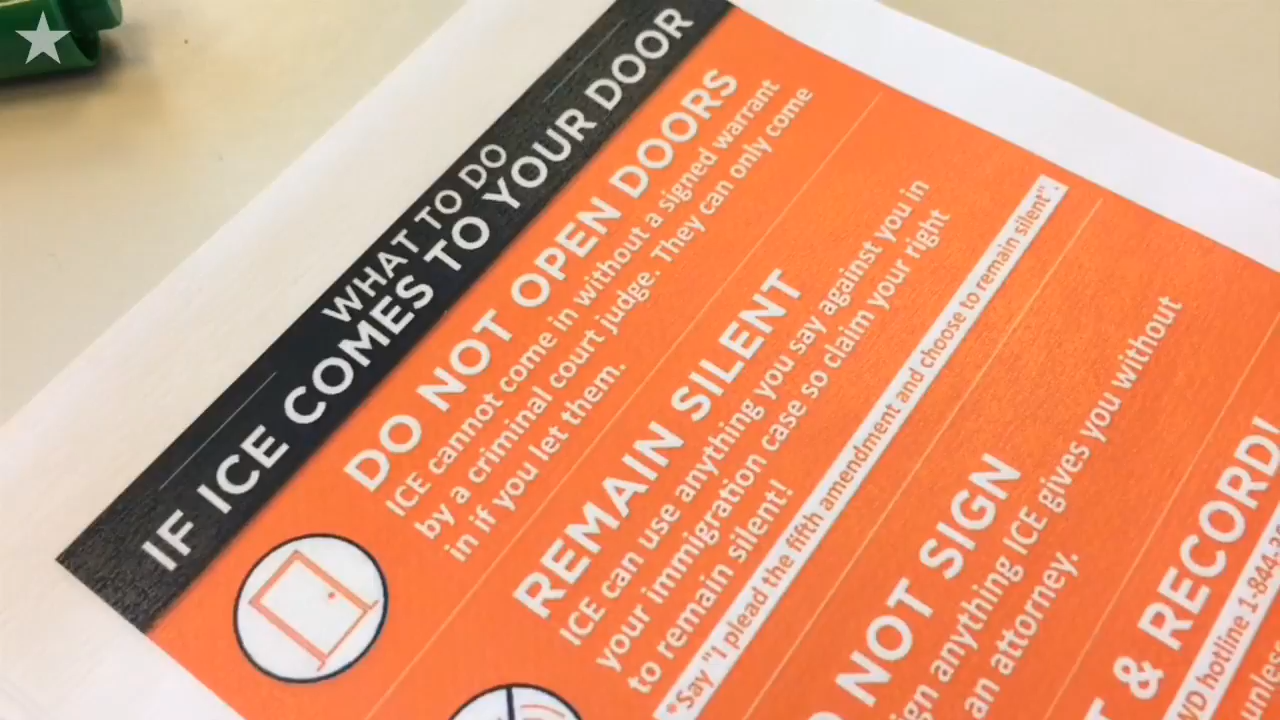 WHAT TO DO
IF ICE COMES TO YOUR DOOR
DO NOT OPEN DOORS
ICE cannot come in without a signed warrant
by a criminal court judge. They can only come
in if you let them.
REMAIN SILENT
ICE can use anything you say against you in
your immigration case so claim your right
to remain silent!
*Say "I plead the fifth amendment and choose to remain silent".
NOT SIGN
anything ICE gives you without
an attorney.
& RECORD!
hotline 1-844-3